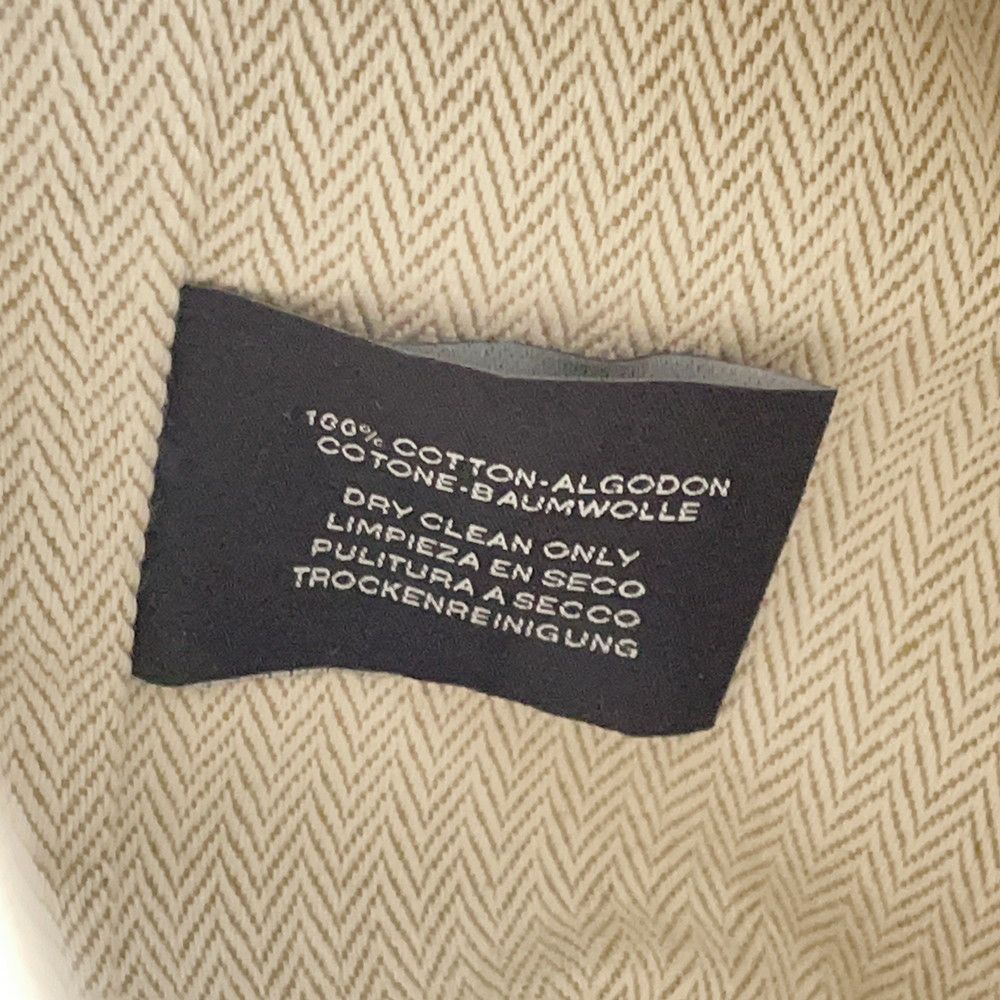 100% COTTON-ALGODON
COTONE-BAUMWOLLE
DRY CLEAN ONLY
LIMPIEZA EN SECO
PULITURA A SECCO
TROCKENREINIGUNG